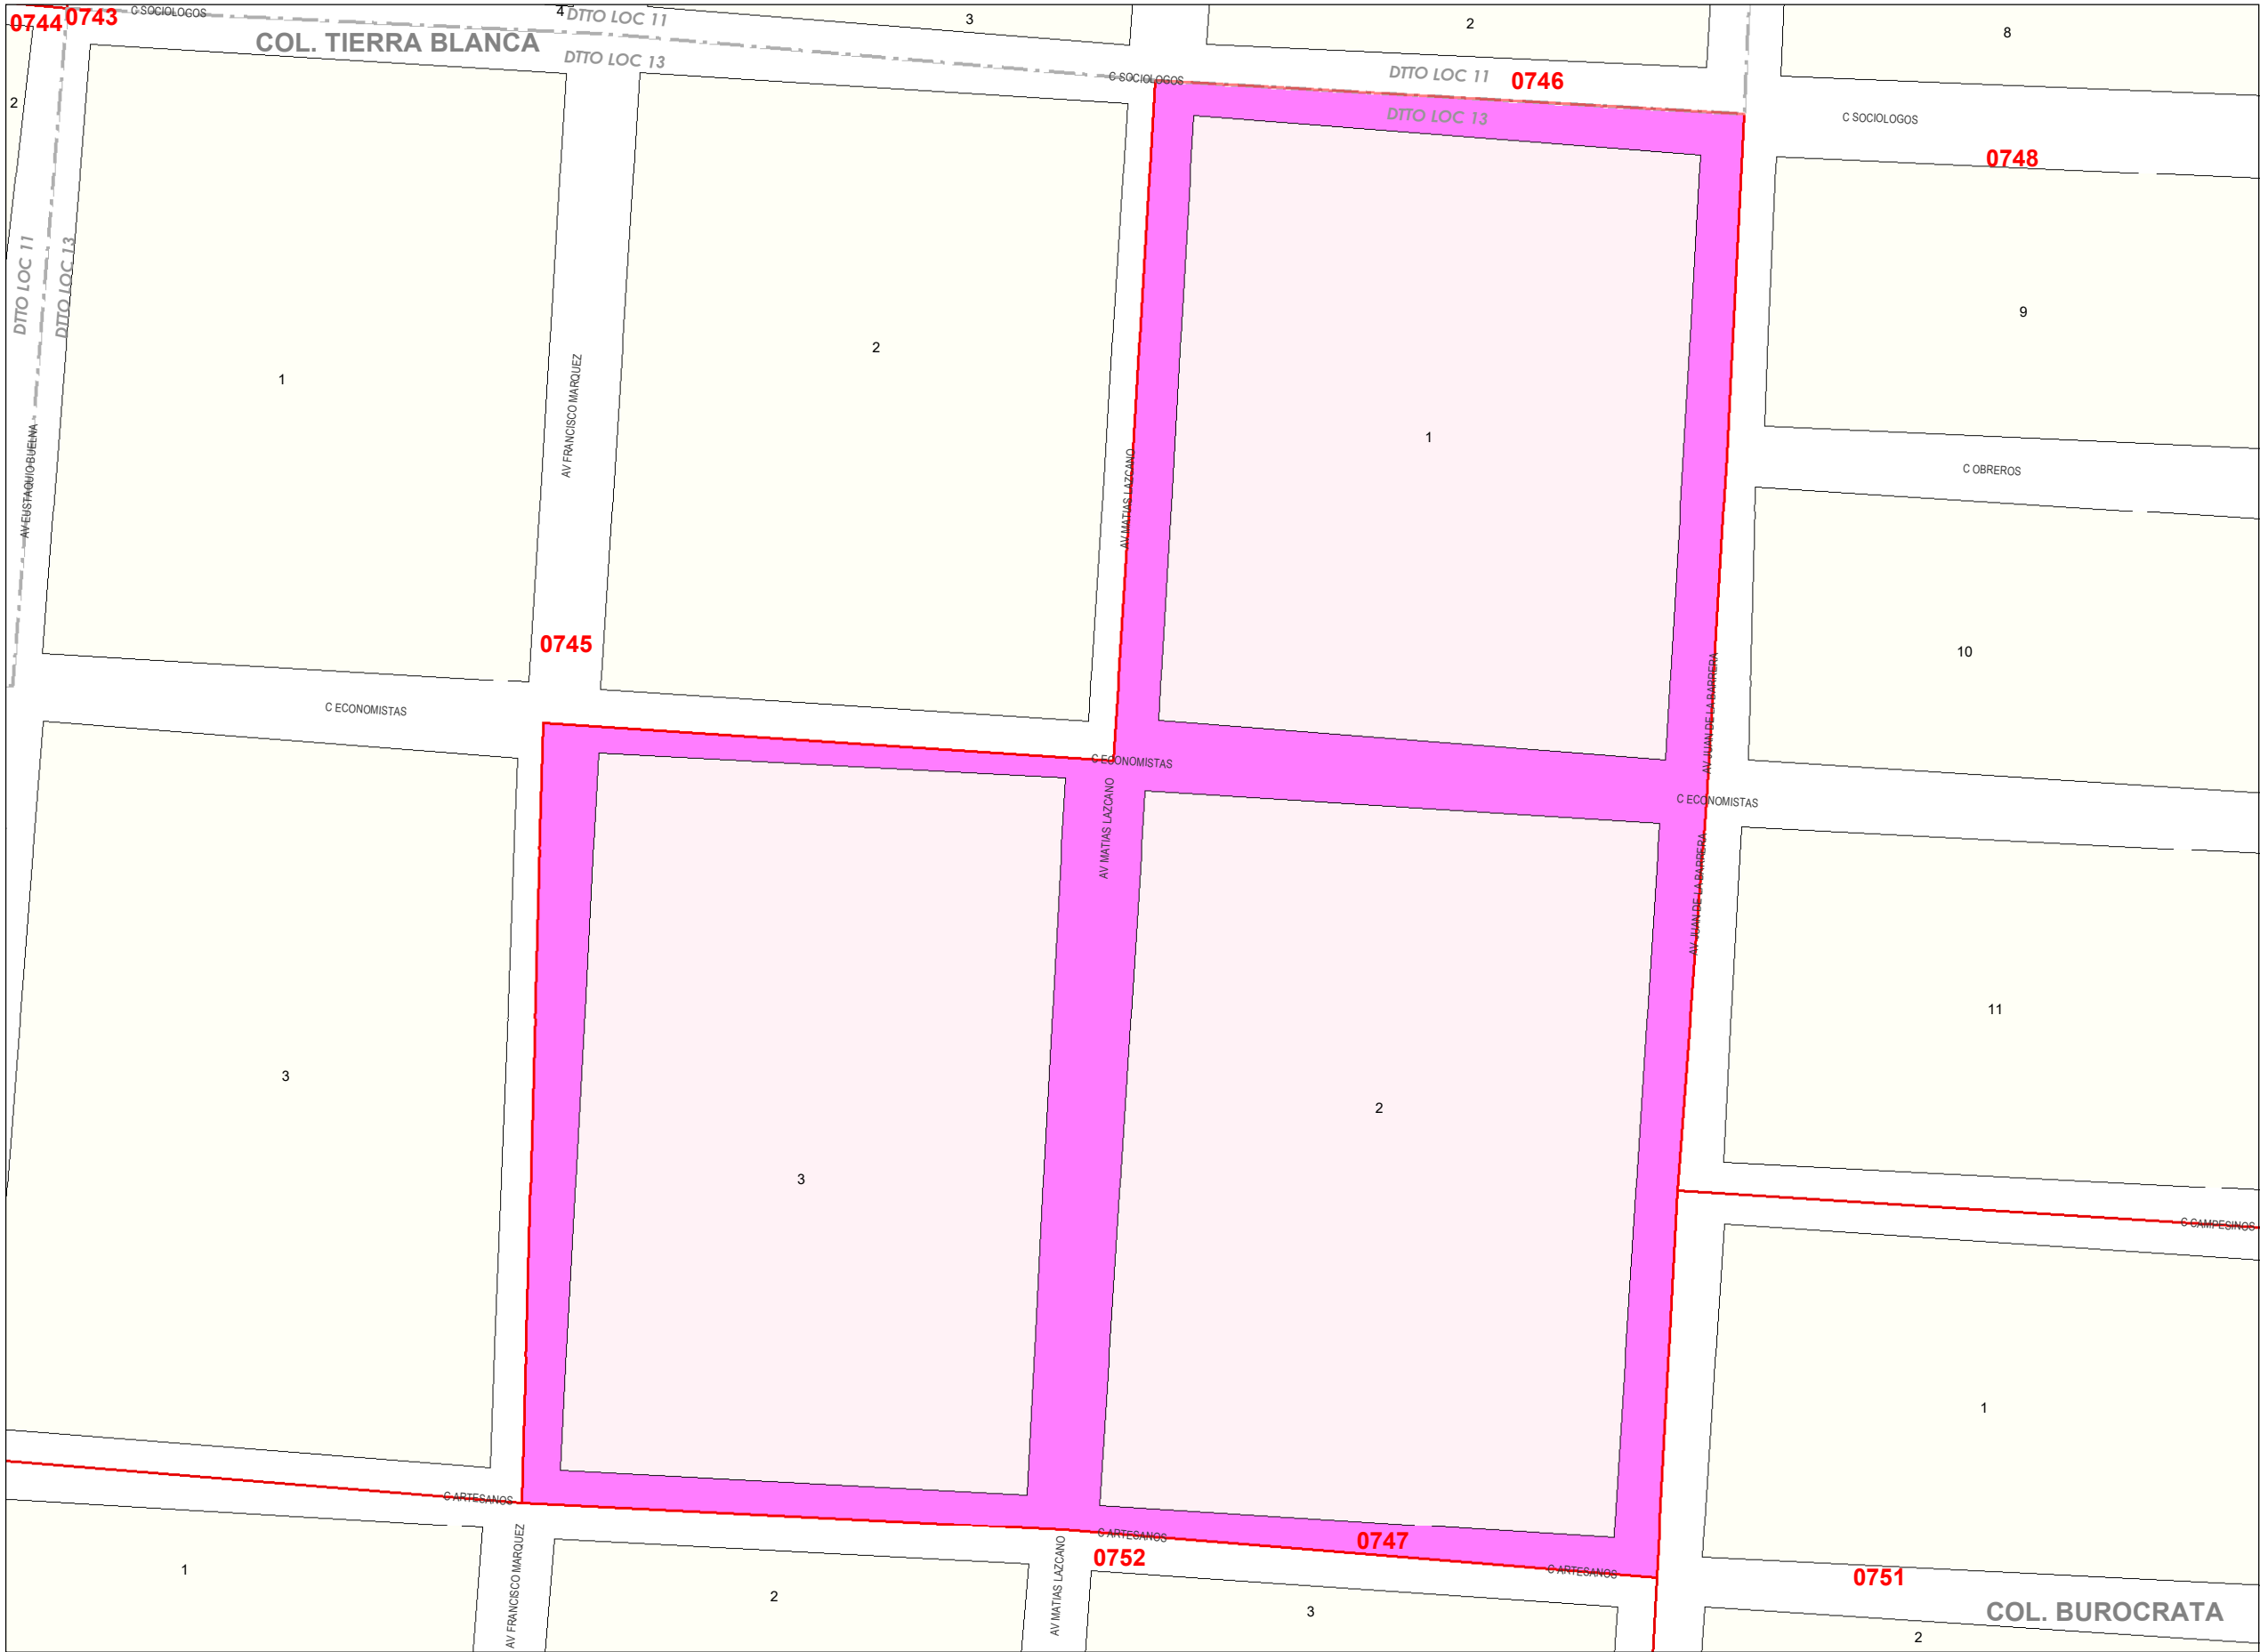 0744
0743
C SOCIOLOGOS
4
DTTO LOC 11
3
2
8
COL. TIERRA BLANCA
DTTO LOC 13
C SOCIOLOGOS
DTTO LOC 11
0746
2
DTTO LOC 13
C SOCIOLOGOS
0748
DTTO LOC 11
DTTO LOC 13
9
1
2
AV FRANCISCO MARQUEZ
1
C OBREROS
AV EUSTAQUIO BUELNA
AV MATIAS LAZCANO
0745
10
AV JUAN DE LA BARRERA
C ECONOMISTAS
C ECONOMISTAS
C ECONOMISTAS
AV MATIAS LAZCANO
AV JUAN DE LA BARRERA
11
3
2
3
C CAMPESINOS
1
C ARTESANOS
C ARTESANOS
0747
0752
C ARTESANOS
0751
1
AV FRANCISCO MARQUEZ
2
AV MATIAS LAZCANO
3
COL. BUROCRATA
2